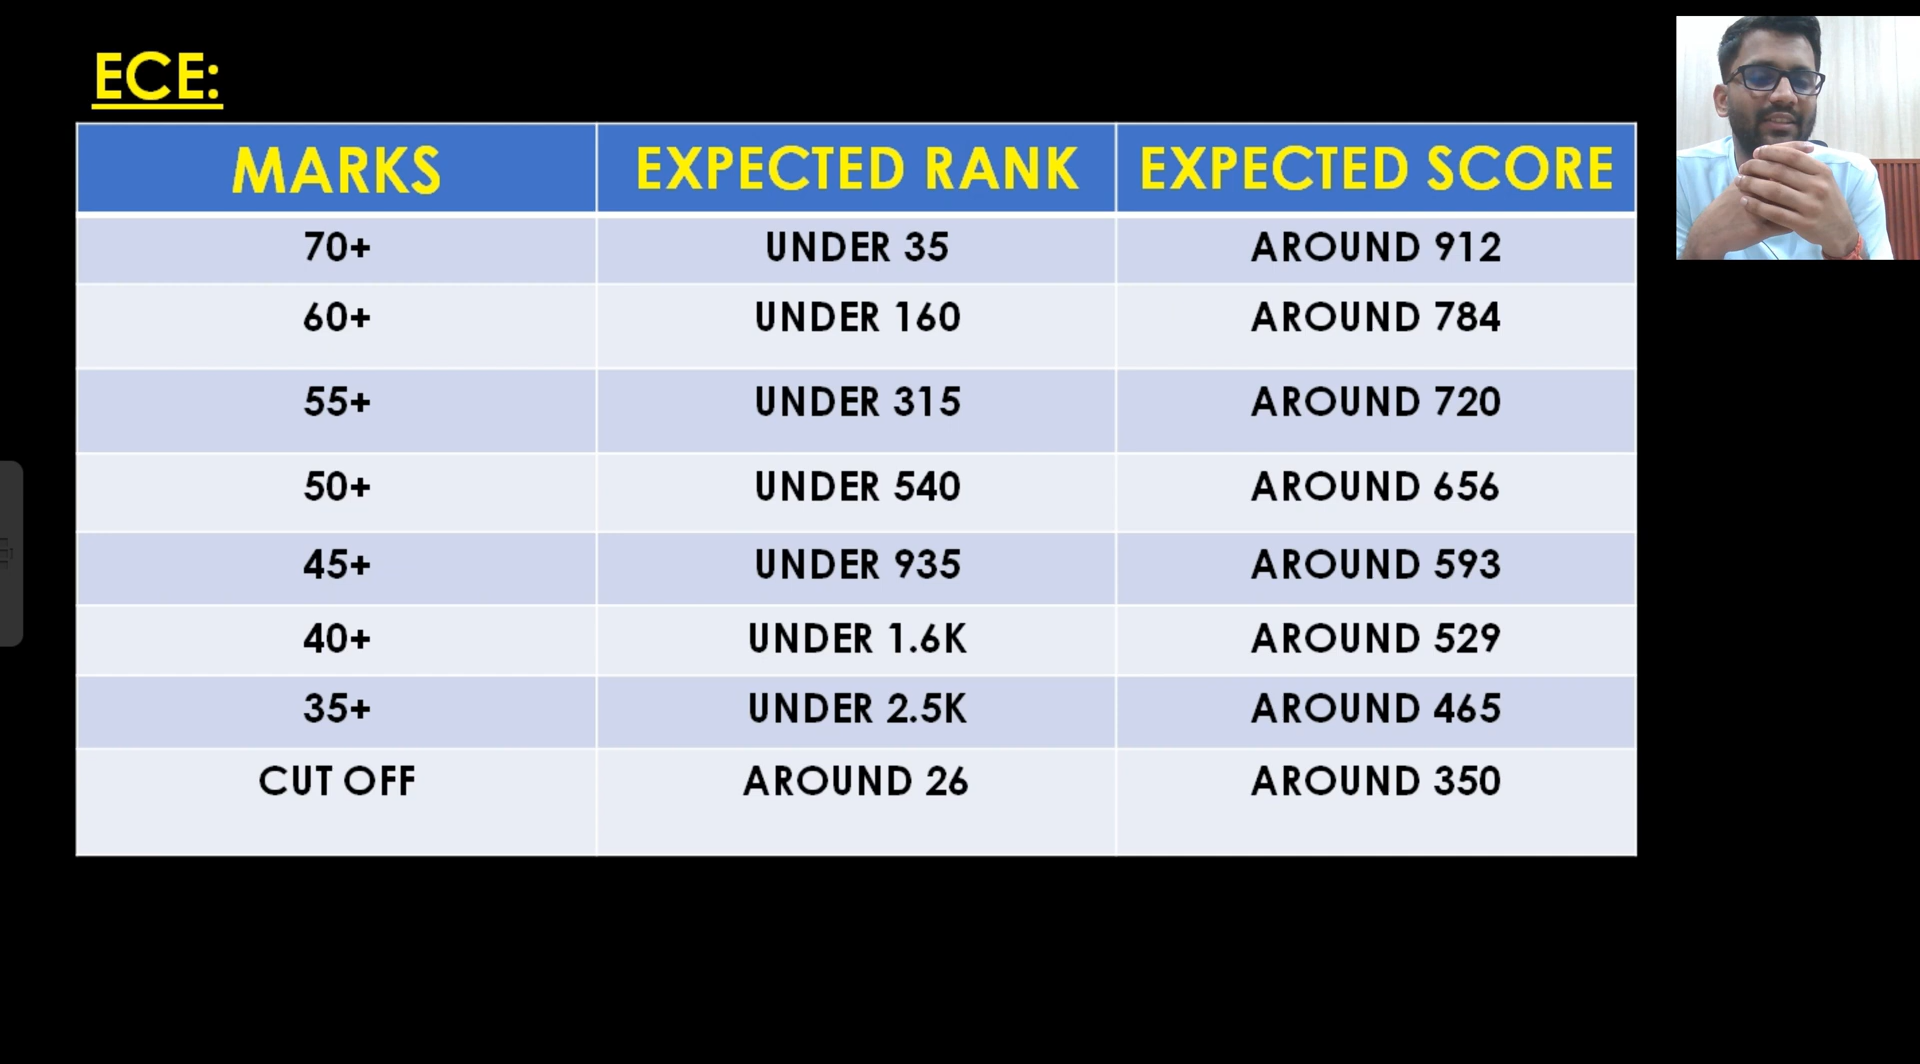 ECE:
MARKS EXPECTED RANK EXPECTED SCORE
70+ UNDER 35 AROUND 912
60+ UNDER 160 AROUND 784
55+ UNDER 315 AROUND 720
50+ UNDER 540 AROUND 656
45+ UNDER 935 AROUND 593
40+ UNDER 1.6K AROUND 529
35+ UNDER 2.5K AROUND 465
CUT OFF AROUND 26 AROUND 350